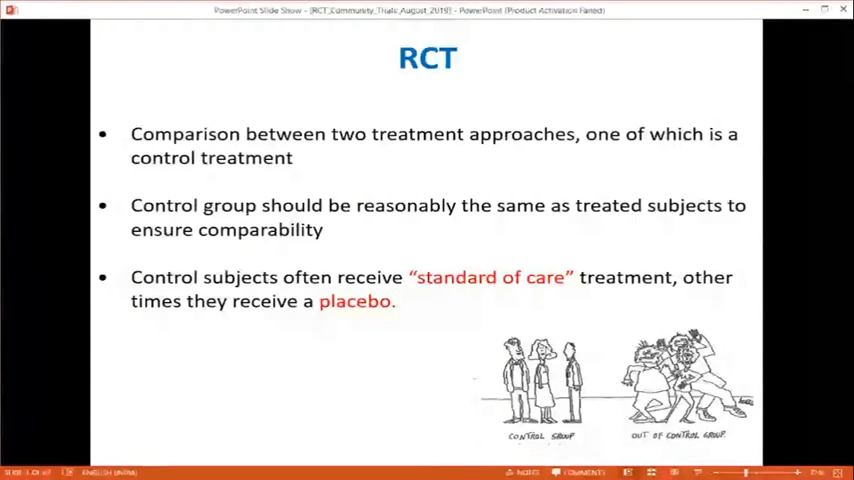 PowerPoint Slide Show - [RCT_Community_Trials_August_2019] - PowerPoint (Product Activation Failed)
RCT
• Comparison between two treatment approaches, one of which is a
control treatment
• Control group should be reasonably the same as treated subjects to
ensure comparability
• Control subjects often receive “standard of care” treatment, other
times they receive a placebo.
CONTROL GROUP
OUT OF CONTROL GROUP.
ENGLISH (INDIA)
NOTES
COMMENTS